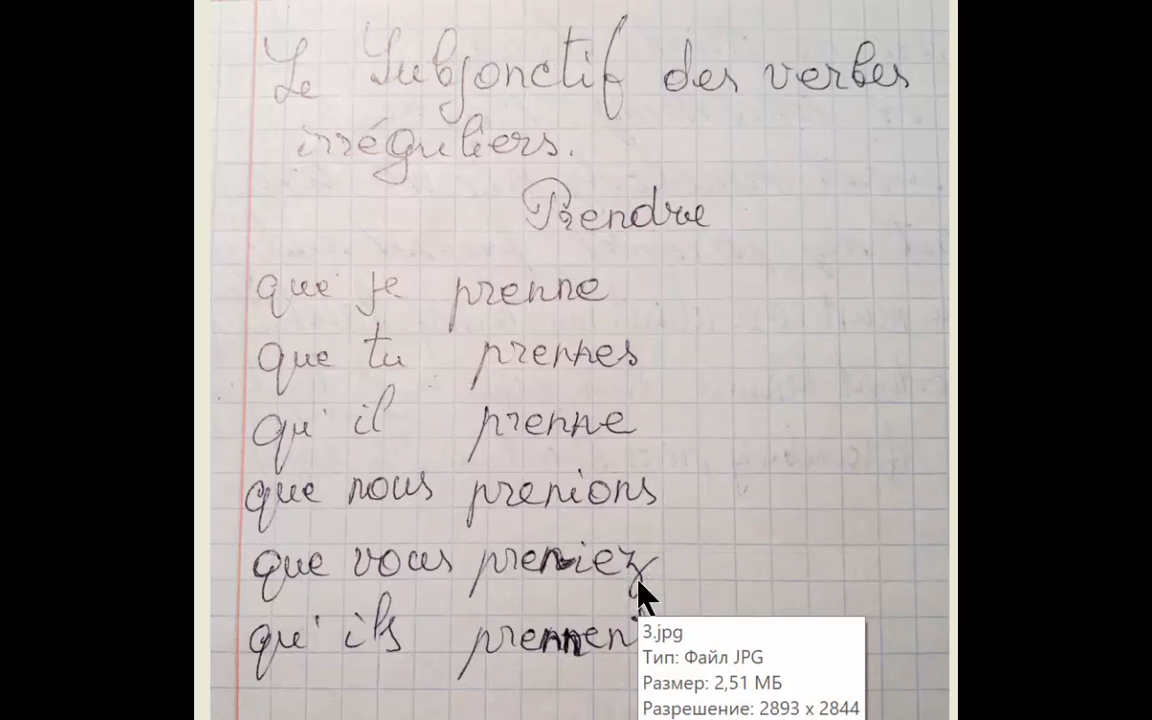 Le Subjonctif des verbes
irréguliers.
Prendre
que je prenne
que tu prennes
qu'il prenne
que nous prenions
que vous preniez
qu'ils prennen
3.jpg
Тип: Файл JPG
Размер: 2,51 МБ
Разрешение: 2893 x 2844